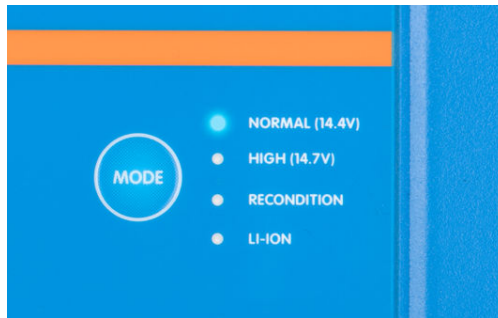 MODE
NORMAL (14.4V)
HIGH (14.7V)
RECONDITION
LI-ION